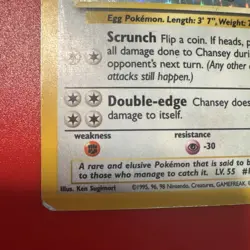 Egg Pokémon. Length: 3' 7", Weight:
Scrunch Flip a coin. If heads, p
all damage done to Chansey durin
opponent's next turn. (Any other
attacks still happen.)
Double-edge Chansey does
damage to itself.
weakness
resistance
-30
A rare and elusive Pokémon that is said to b
to those who manage to catch it. LV. 55 #
Illus. Ken Sugimori
©1995, 96, 98 Nintendo, Creatures, GAMEFREAK.